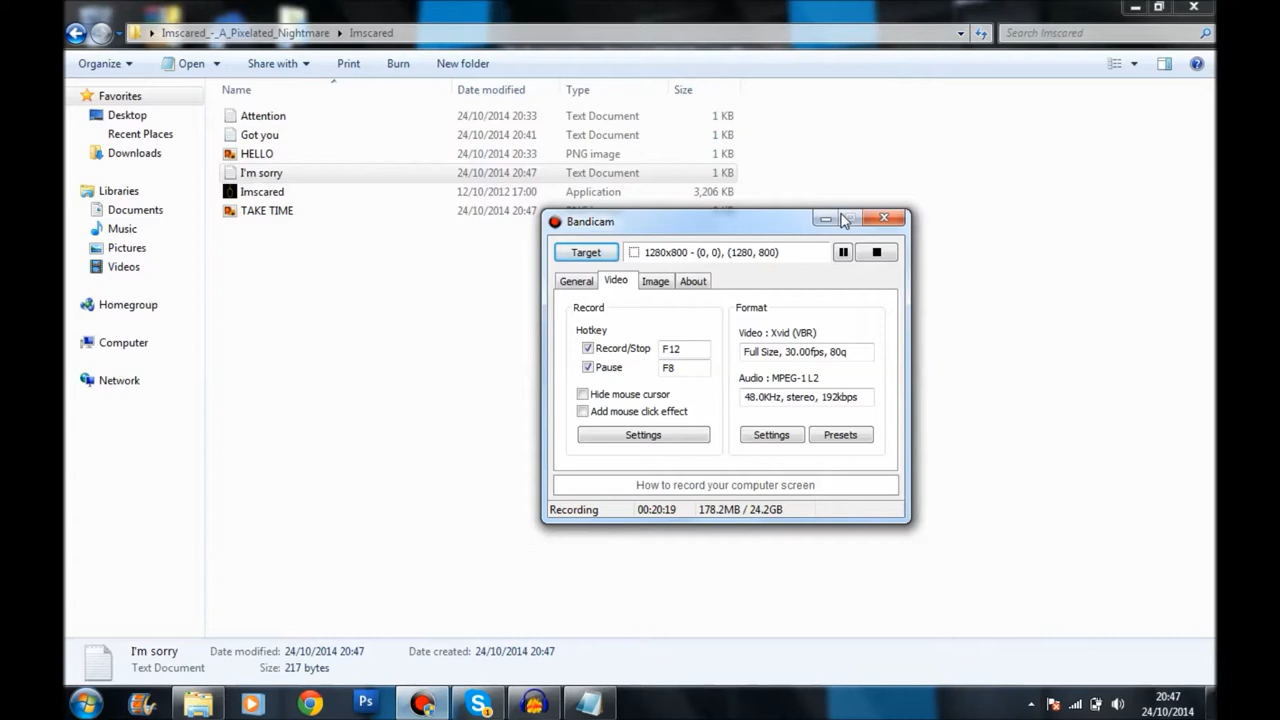 Imscared_-_A_Pixelated_Nightmare Imscared
Search Imscared
Organize Open Share with Print Burn New folder
Name Date modified Type Size
Favorites
Desktop
Recent Places
Downloads
Libraries
Documents
Music
Pictures
Videos
Homegroup
Computer
Network
Attention 24/10/2014 20:33 Text Document 1 KB
Got you 24/10/2014 20:41 Text Document 1 KB
HELLO 24/10/2014 20:33 PNG image 1 KB
I'm sorry 24/10/2014 20:47 Text Document 1 KB
Imscared 12/10/2012 17:00 Application 3,206 KB
TAKE TIME 24/10/2014 20:47
Bandicam
Target 1280x800 - (0, 0), (1280, 800)
General Video Image About
Record
Hotkey
Record/Stop F12
Pause F8
Hide mouse cursor
Add mouse click effect
Settings
Format
Video : Xvid (VBR)
Full Size, 30.00fps, 80q
Audio : MPEG-1 L2
48.0KHz, stereo, 192kbps
Settings Presets
How to record your computer screen
Recording 00:20:19 178.2MB / 24.2GB
I'm sorry Date modified: 24/10/2014 20:47 Date created: 24/10/2014 20:47
Text Document Size: 217 bytes
Ps
20:47
24/10/2014